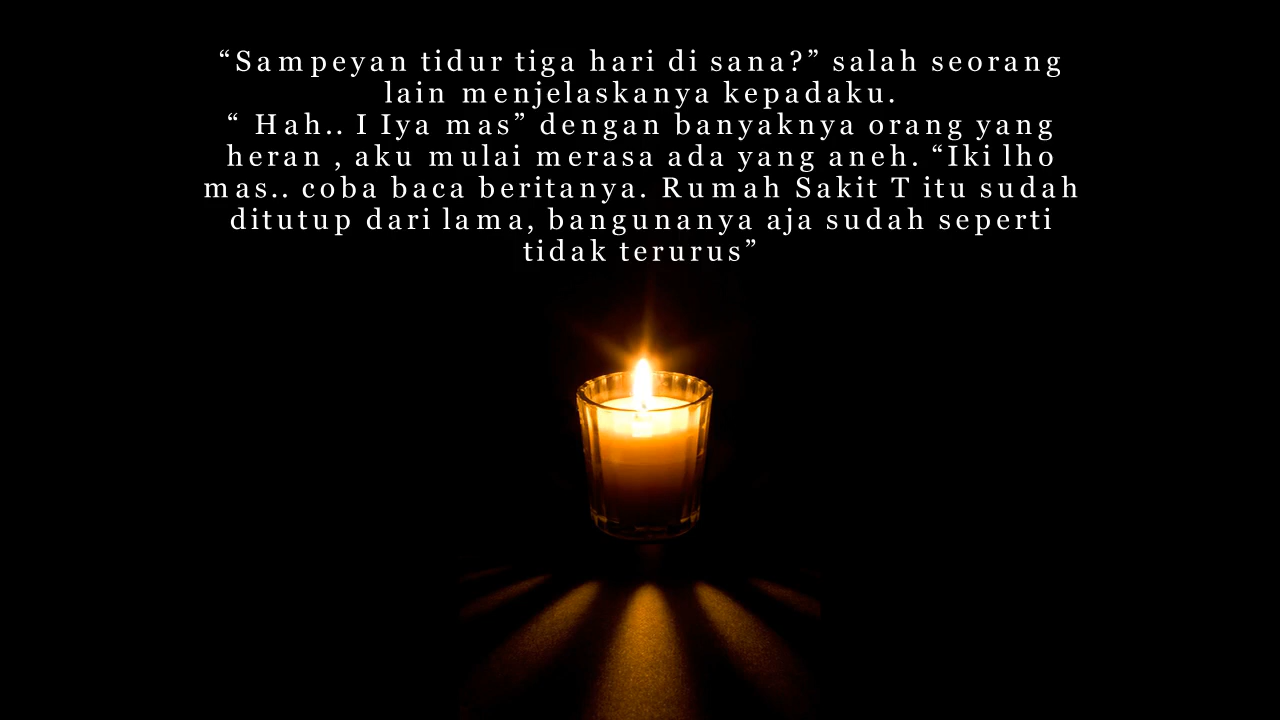 “Sampeyan tidur tiga hari di sana?” salah seorang
lain menjelaskanya kepadaku.
“ Hah.. I Iya mas” dengan banyaknya orang yang
heran , aku mulai merasa ada yang aneh. “Iki lho
mas.. coba baca beritanya. Rumah Sakit T itu sudah
ditutup dari lama, bangunanya aja sudah seperti
tidak terurus”